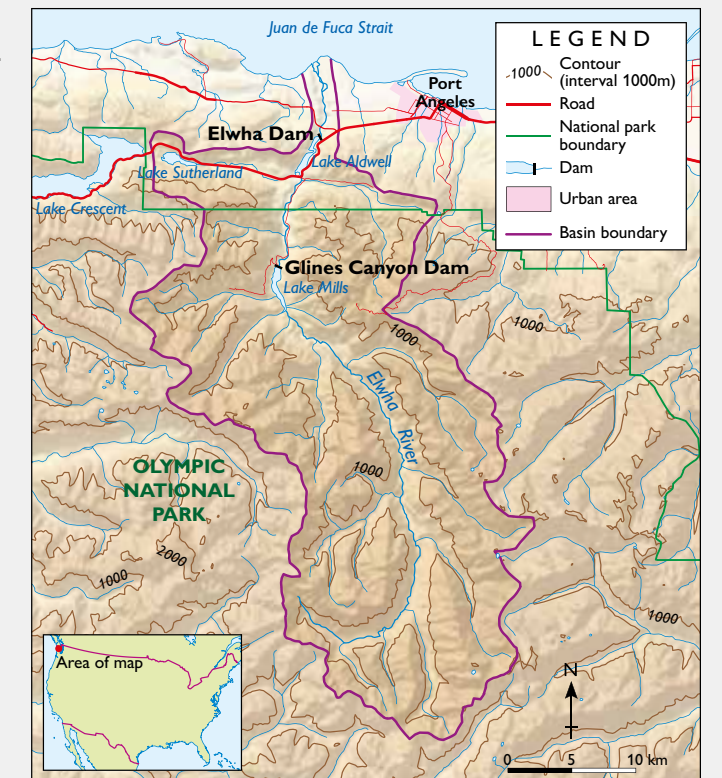 Juan de Fuca Strait
LEGEND
1000
Contour
(interval 1000m)
Road
National park
boundary
Dam
Urban area
Basin boundary
Port
Angeles
Elwha Dam
Lake Aldwell
Lake Sutherland
Lake Crescent
Glines Canyon Dam
Lake Mills
1000
1000
Elwha River
1000
OLYMPIC
NATIONAL
PARK
2000
1000
1000
Area of map
N
0 5 10 km